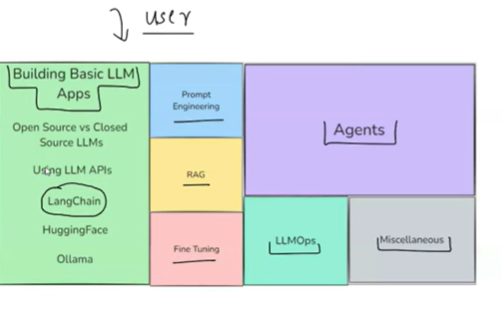 user
Building Basic LLM
Apps
Open Source vs Closed
Source LLMs
Using LLM APIs
LangChain
HuggingFace
Ollama
Prompt
Engineering
RAG
Fine Tuning
Agents
LLMOps
Miscellaneous